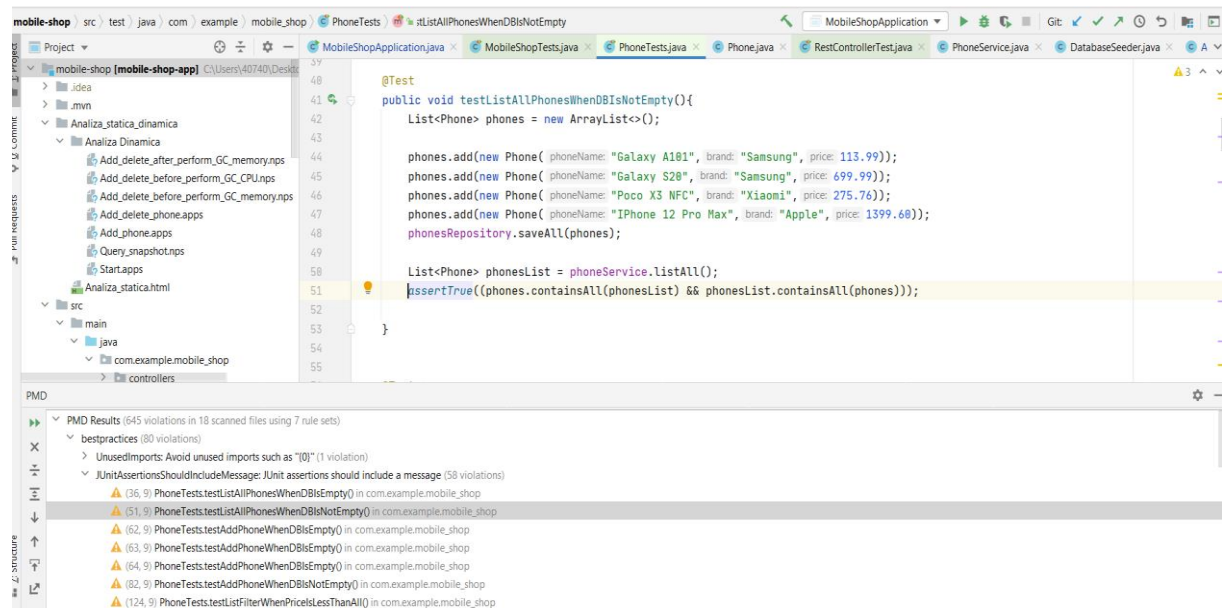 mobile-shop > src > test > java > com > example > mobile_shop > PhoneTests > tListAllPhonesWhenDBIsNotEmpty
MobileShopApplication
Git:
Project
MobileShopApplication.java
MobileShopTests.java
PhoneTests.java
Phone.java
RestControllerTest.java
PhoneService.java
DatabaseSeeder.java
A
Project
Commit
Pull Requests
mobile-shop [mobile-shop-app] C:\Users\40740\Deskto
.idea
.mvn
Analiza_statica_dinamica
Analiza Dinamica
Add_delete_after_perform_GC_memory.nps
Add_delete_before_perform_GC_CPU.nps
Add_delete_before_perform_GC_memory.nps
Add_delete_phone.apps
Add_phone.apps
Query_snapshot.nps
Start.apps
Analiza_statica.html
src
main
java
com.example.mobile_shop
controllers
39
40 @Test
41 public void testListAllPhonesWhenDBIsNotEmpty(){
42 List<Phone> phones = new ArrayList<>();
43
44 phones.add(new Phone( phoneName: "Galaxy A101", brand: "Samsung", price: 113.99));
45 phones.add(new Phone( phoneName: "Galaxy S20", brand: "Samsung", price: 699.99));
46 phones.add(new Phone( phoneName: "Poco X3 NFC", brand: "Xiaomi", price: 275.76));
47 phones.add(new Phone( phoneName: "IPhone 12 Pro Max", brand: "Apple", price: 1399.60));
48 phonesRepository.saveAll(phones);
49
50 List<Phone> phonesList = phoneService.listAll();
51 assertTrue((phones.containsAll(phonesList) && phonesList.containsAll(phones)));
52
53 }
54
55
3
PMD
PMD Results (645 violations in 18 scanned files using 7 rule sets)
bestpractices (80 violations)
UnusedImports: Avoid unused imports such as "{0}" (1 violation)
JUnitAssertionsShouldIncludeMessage: JUnit assertions should include a message (58 violations)
(36, 9) PhoneTests.testListAllPhonesWhenDBIsEmpty() in com.example.mobile_shop
(51, 9) PhoneTests.testListAllPhonesWhenDBIsNotEmpty() in com.example.mobile_shop
(62, 9) PhoneTests.testAddPhoneWhenDBIsEmpty() in com.example.mobile_shop
(63, 9) PhoneTests.testAddPhoneWhenDBIsEmpty() in com.example.mobile_shop
(64, 9) PhoneTests.testAddPhoneWhenDBIsEmpty() in com.example.mobile_shop
(82, 9) PhoneTests.testAddPhoneWhenDBIsNotEmpty() in com.example.mobile_shop
(124, 9) PhoneTests.testListFilterWhenPriceIsLessThanAll() in com.example.mobile_shop
Structure